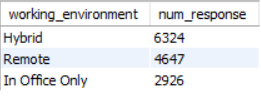 working_environment num_response
Hybrid 6324
Remote 4647
In Office Only 2926